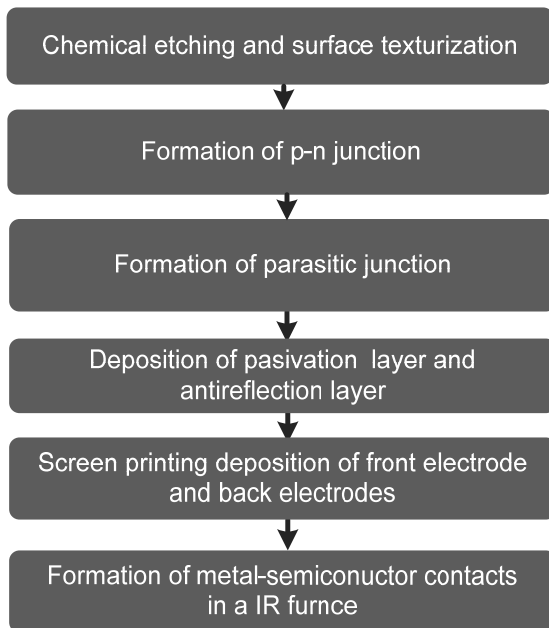 Chemical etching and surface texturization
Formation of p-n junction
Formation of parasitic junction
Deposition of pasivation layer and
antireflection layer
Screen printing deposition of front electrode
and back electrodes
Formation of metal-semiconuctor contacts
in a IR furnce